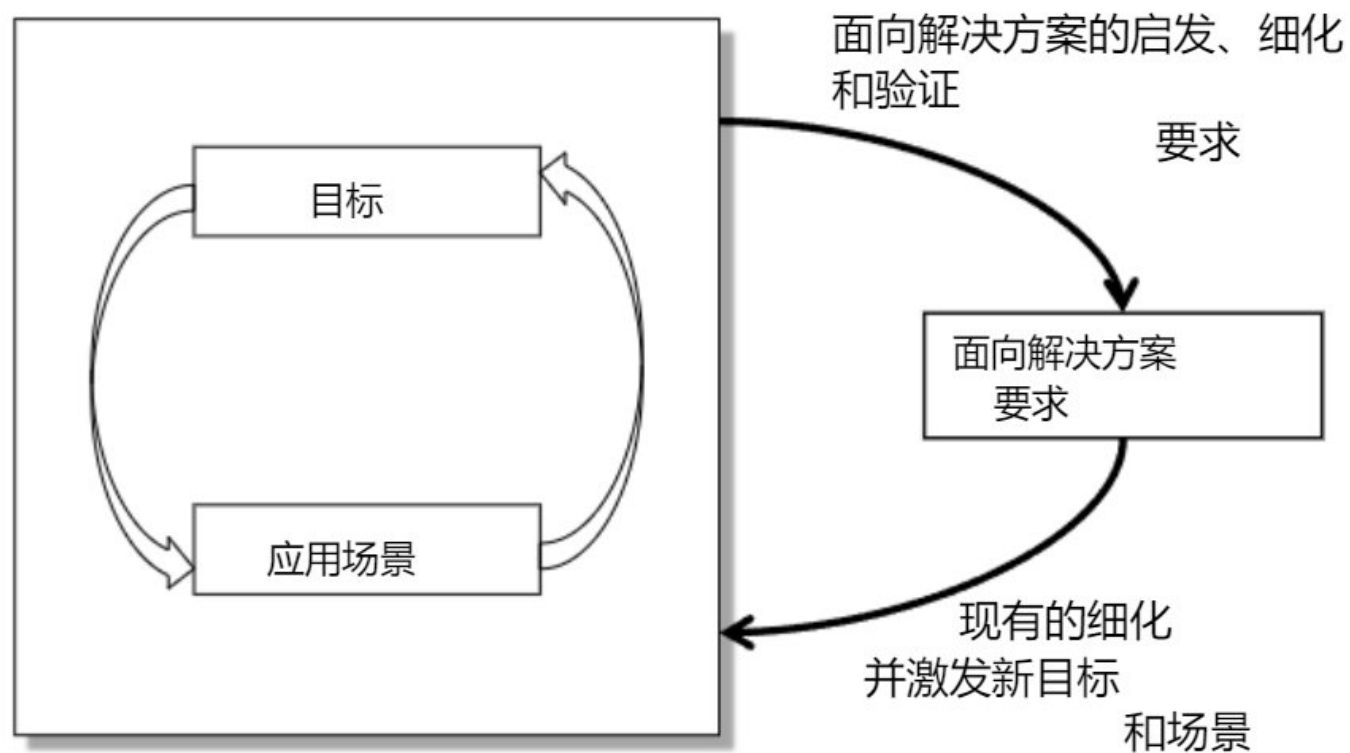 面向解决方案的启发、细化
和验证
要求
目标
面向解决方案
要求
应用场景
现有的细化
并激发新目标
和场景